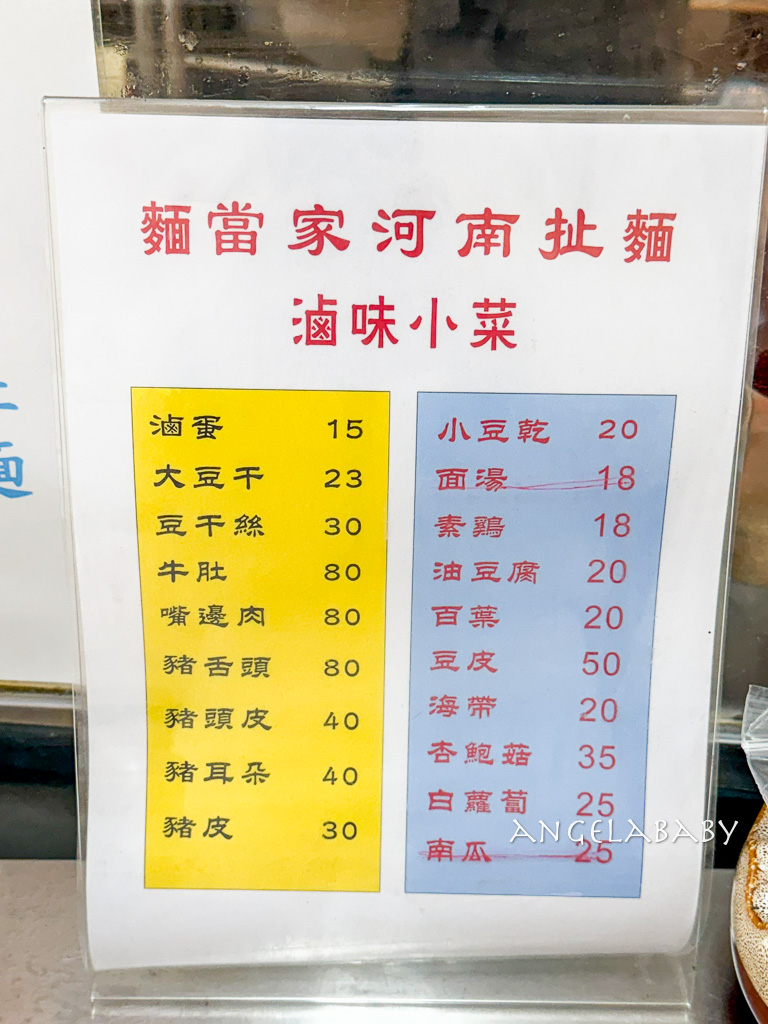 麵當家河南扯麵
滷味小菜
滷蛋 15
大豆干 23
豆干絲 30
牛肚 80
嘴邊肉 80
豬舌頭 80
豬頭皮 40
豬耳朵 40
豬皮 30
小豆乾 20
面湯 18
素鷄 18
油豆腐 20
百葉 20
豆皮 50
海帶 20
杏鮑菇 35
白蘿蔔 25
南瓜 25
ANGELABABY